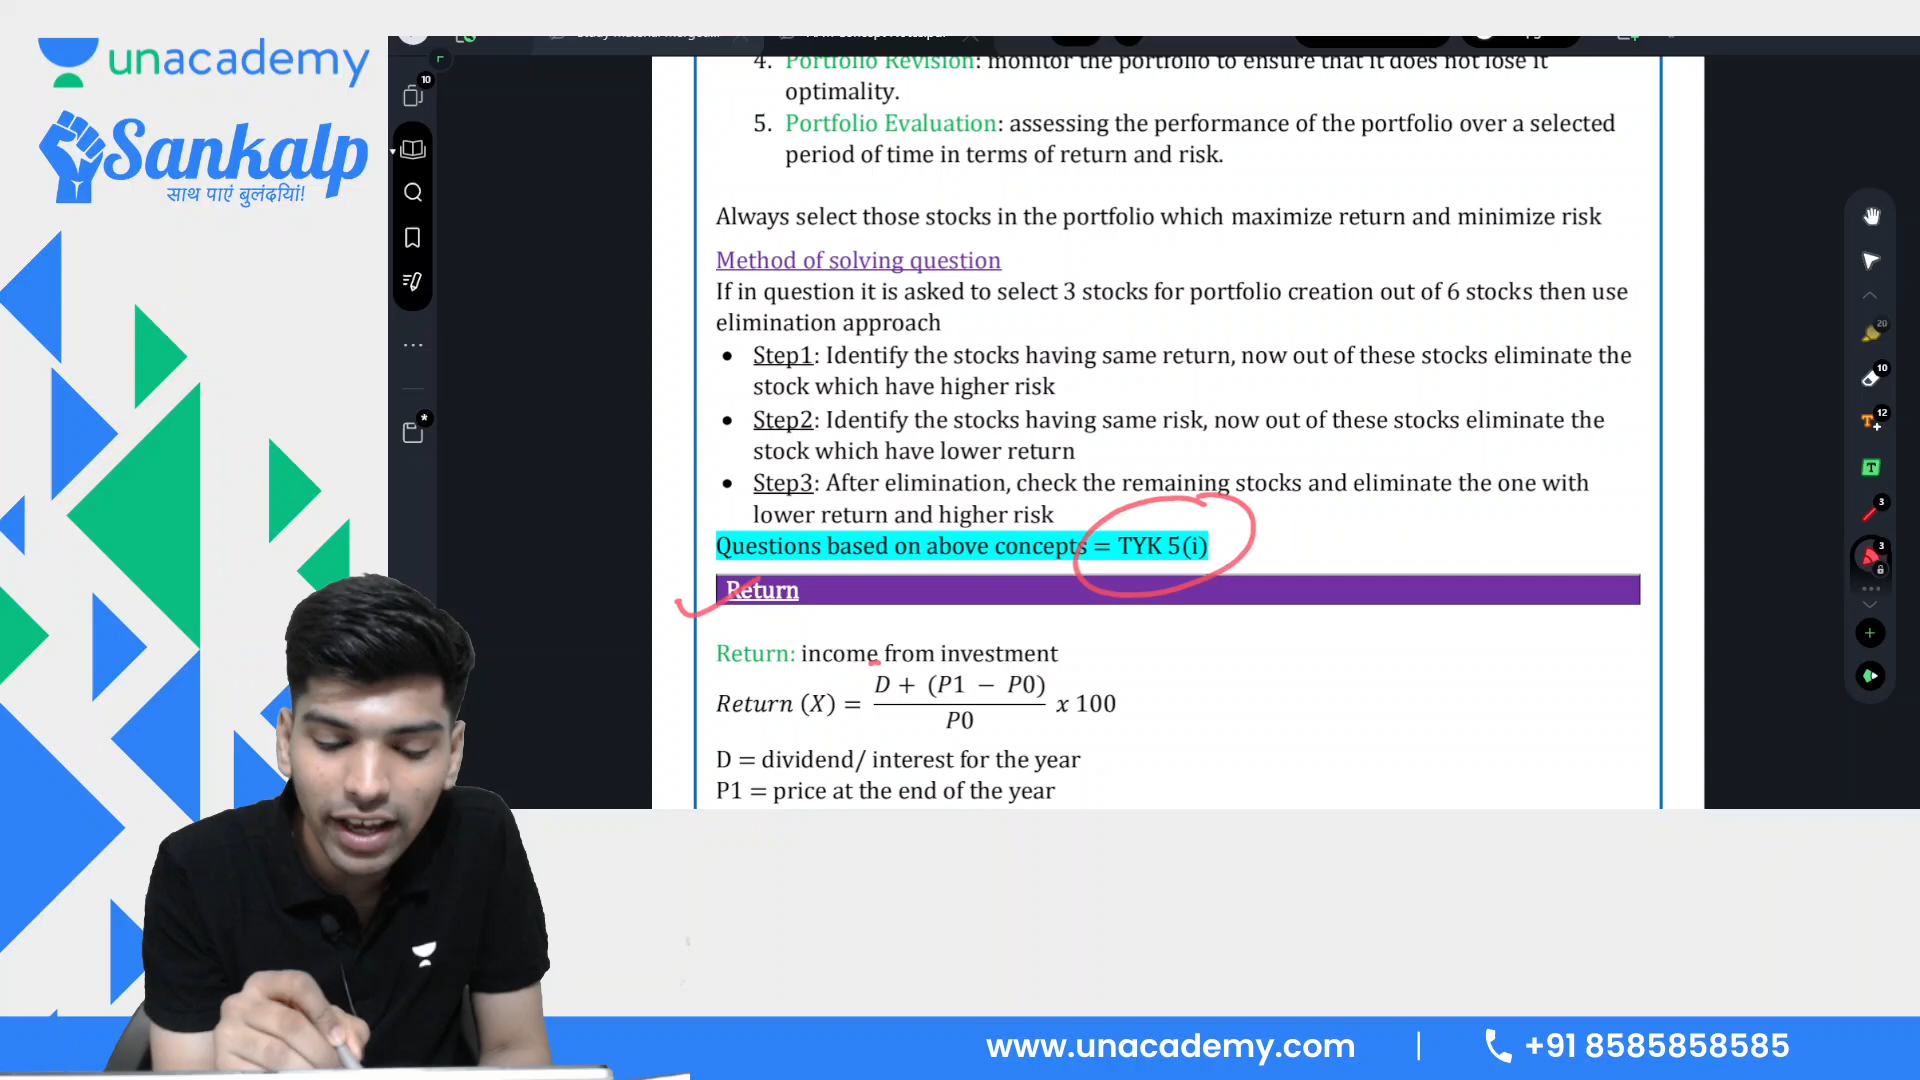 unacademy
Sankalp
साथ पाएं बुलंदियां!
4. Portfolio Revision: monitor the portfolio to ensure that it does not lose it
optimality.
5. Portfolio Evaluation: assessing the performance of the portfolio over a selected
period of time in terms of return and risk.
Always select those stocks in the portfolio which maximize return and minimize risk
Method of solving question
If in question it is asked to select 3 stocks for portfolio creation out of 6 stocks then use
elimination approach
• Step1: Identify the stocks having same return, now out of these stocks eliminate the
stock which have higher risk
• Step2: Identify the stocks having same risk, now out of these stocks eliminate the
stock which have lower return
• Step3: After elimination, check the remaining stocks and eliminate the one with
lower return and higher risk
Questions based on above concepts = TYK 5(i)
Return
Return: income from investment
Return (X) = D + (P1 − P0) / P0 x 100
D = dividend/ interest for the year
P1 = price at the end of the year
10
20
10
12
3
3
www.unacademy.com | +91 8585858585